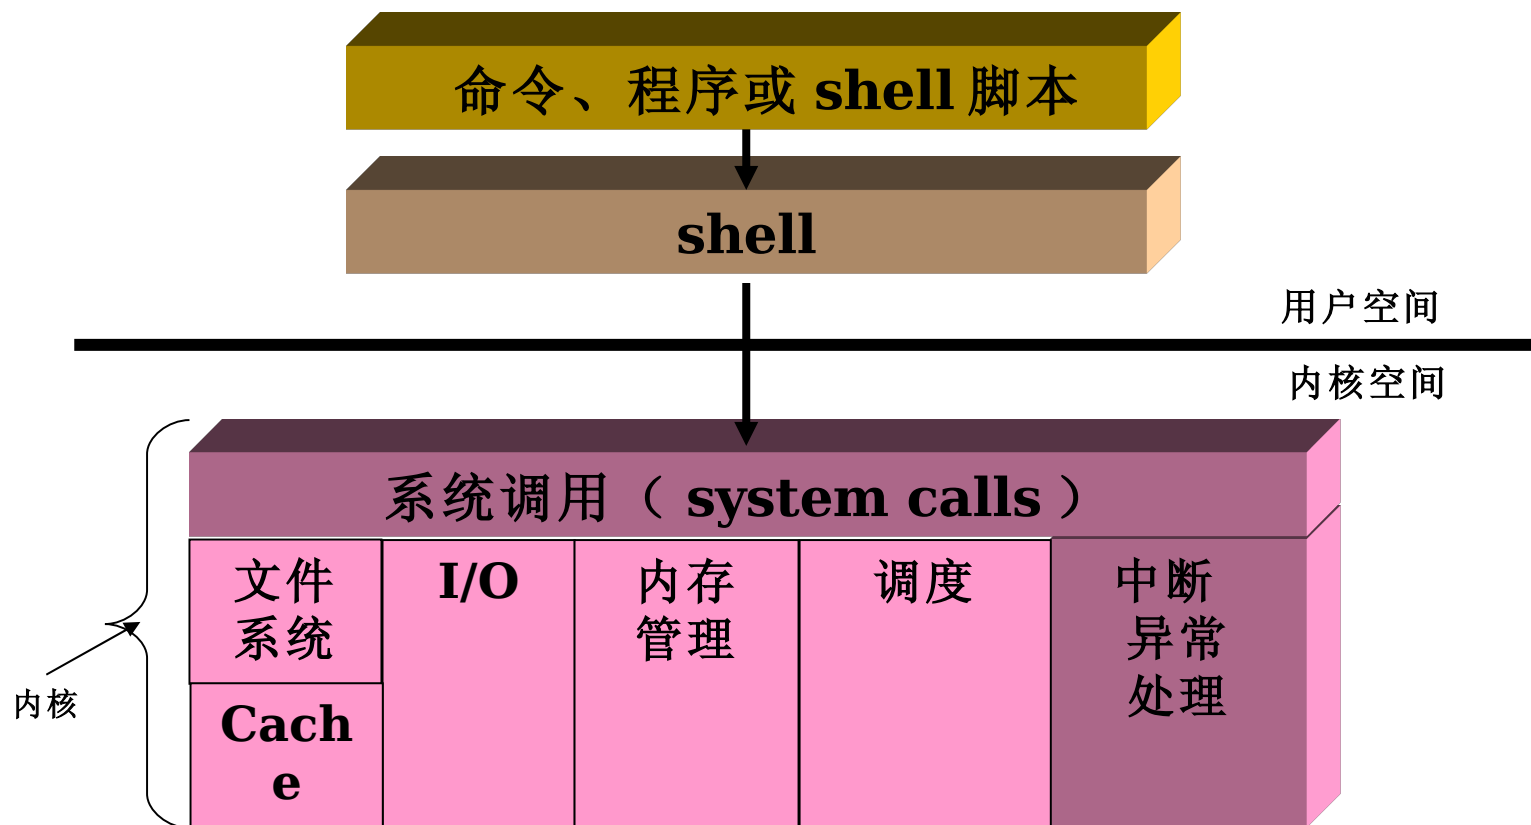 命令、程序或 shell 脚本
shell
用户空间
内核空间
系统调用（ system calls ）
文件
系统
I/O
内存
管理
调度
中断
异常
处理
内核
Cach
e